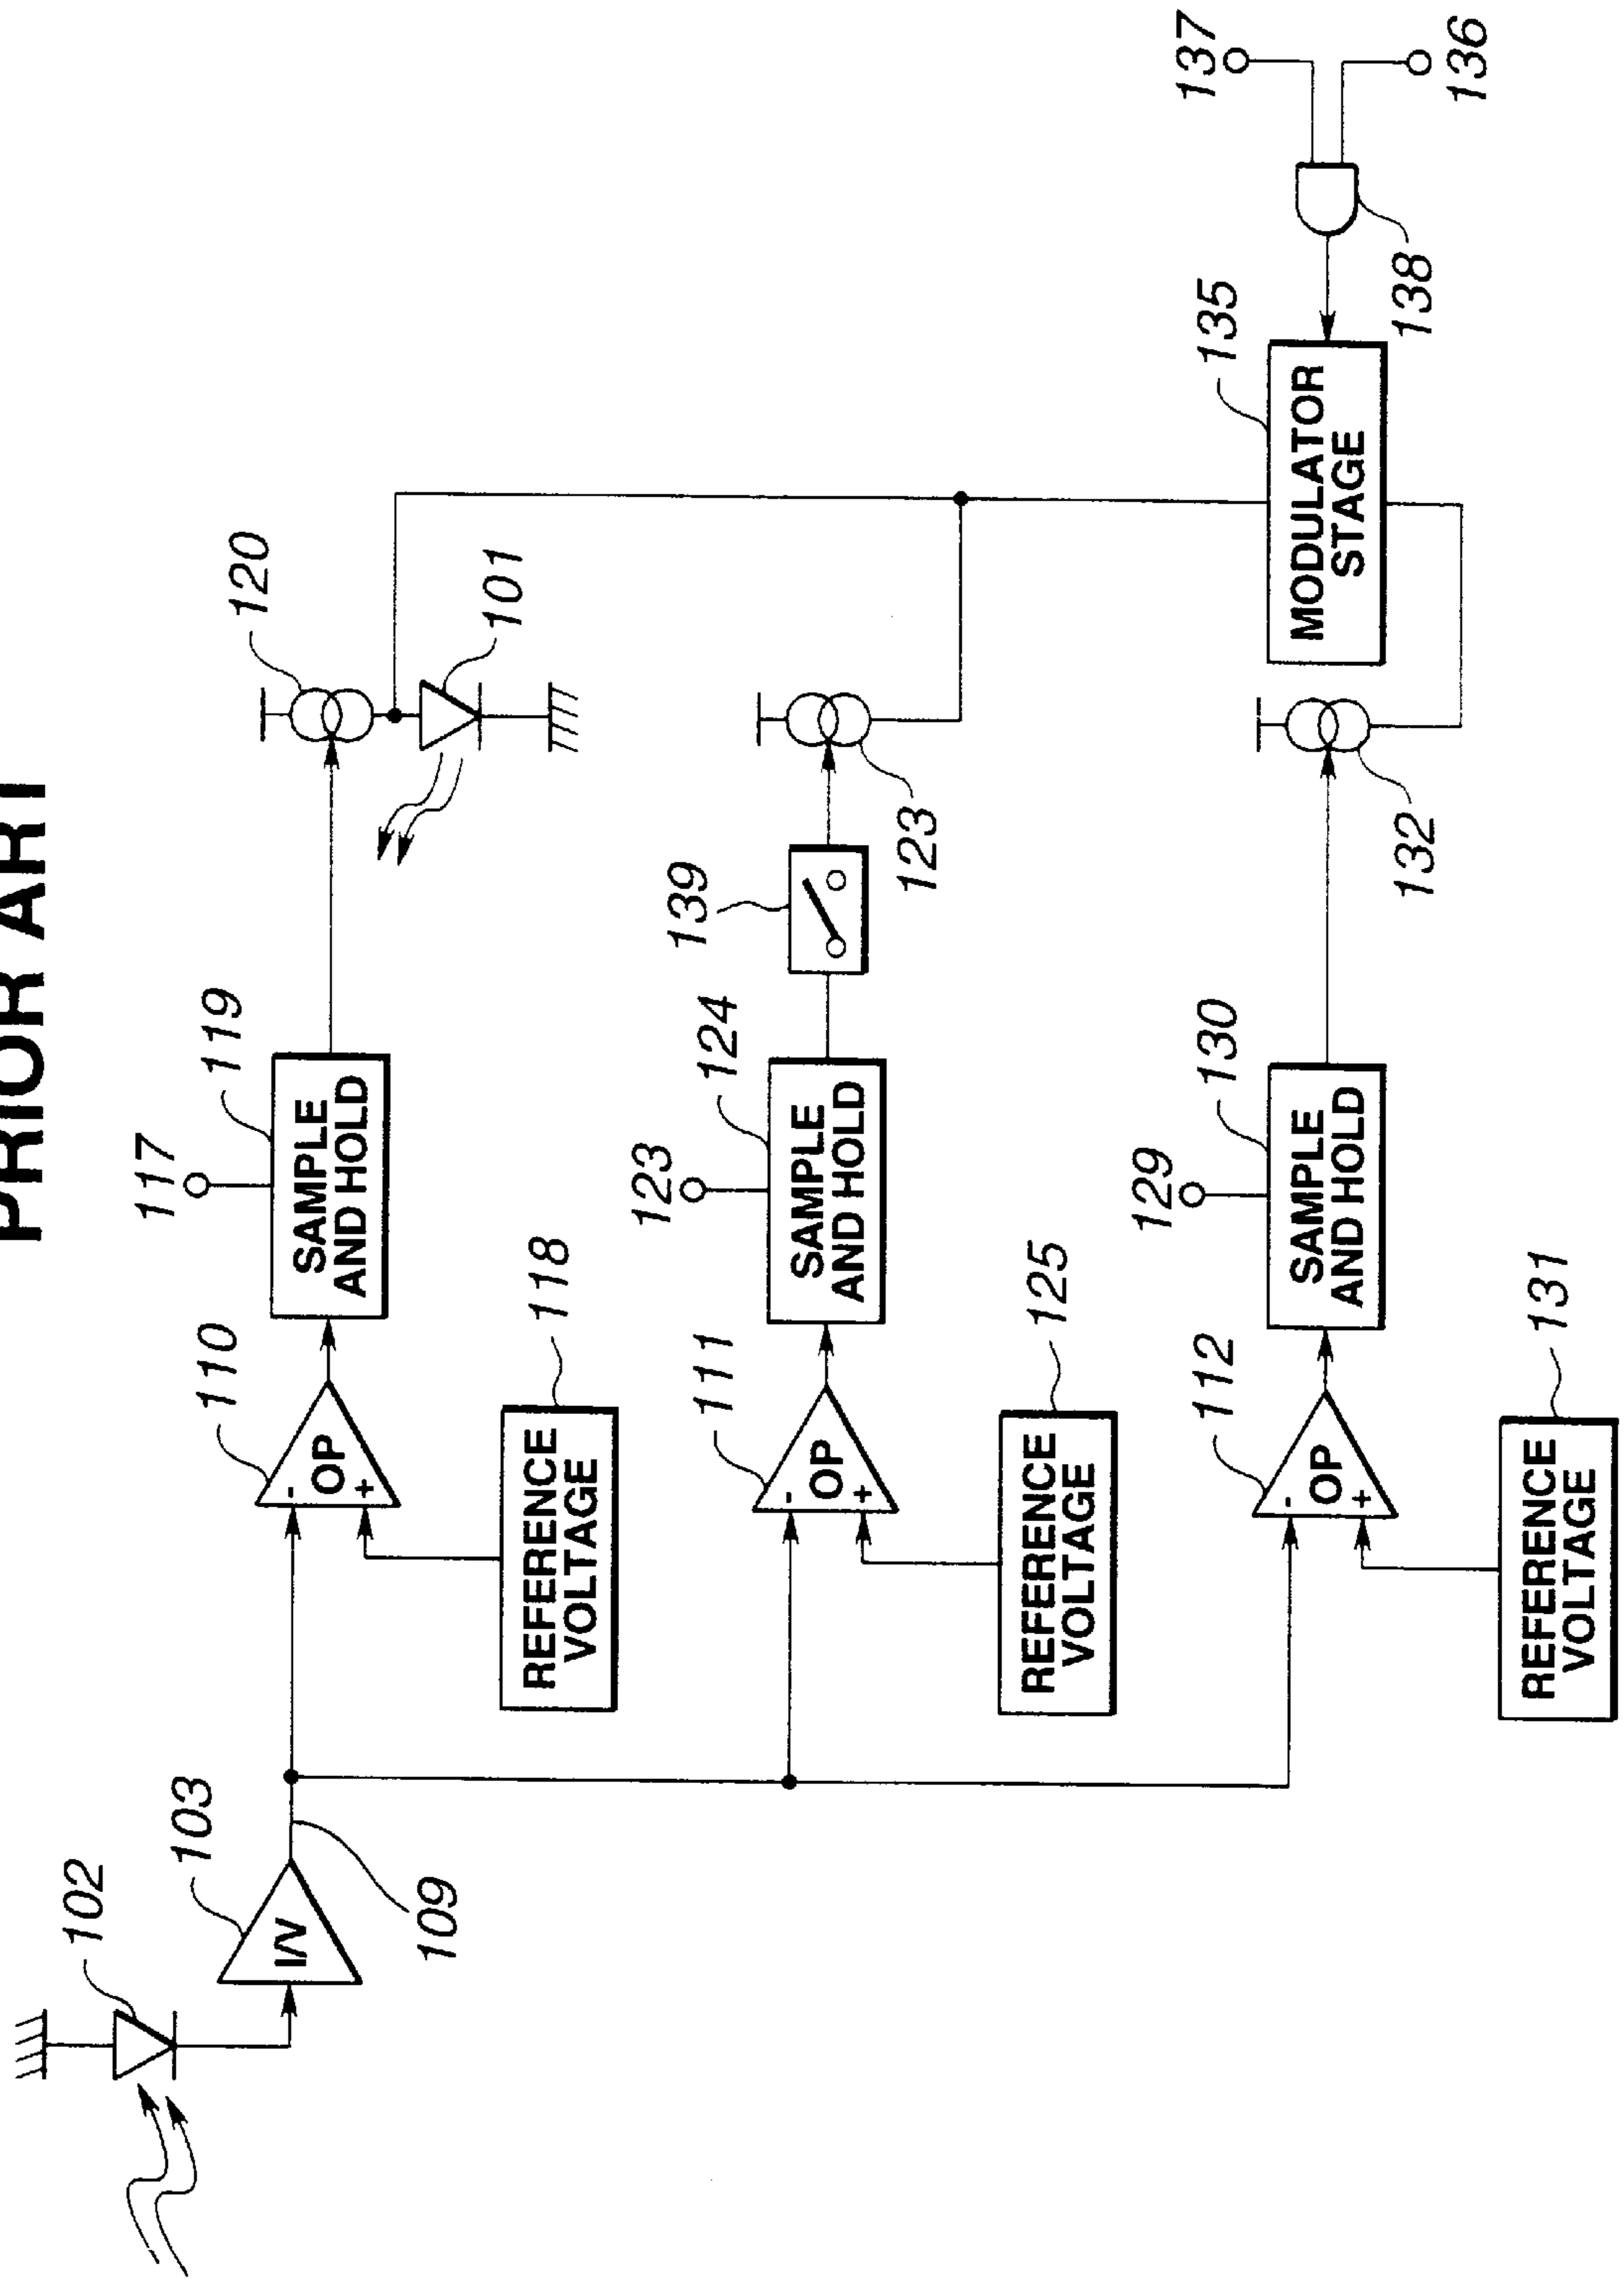 PRIOR ART
102
103
I/V
109
110
- OP +
117
119
SAMPLE
AND HOLD
118
REFERENCE
VOLTAGE
120
101
111
- OP +
123
124
SAMPLE
AND HOLD
125
REFERENCE
VOLTAGE
139
123
112
- OP +
129
130
SAMPLE
AND HOLD
131
REFERENCE
VOLTAGE
132
135
MODULATOR
STAGE
138
137
136